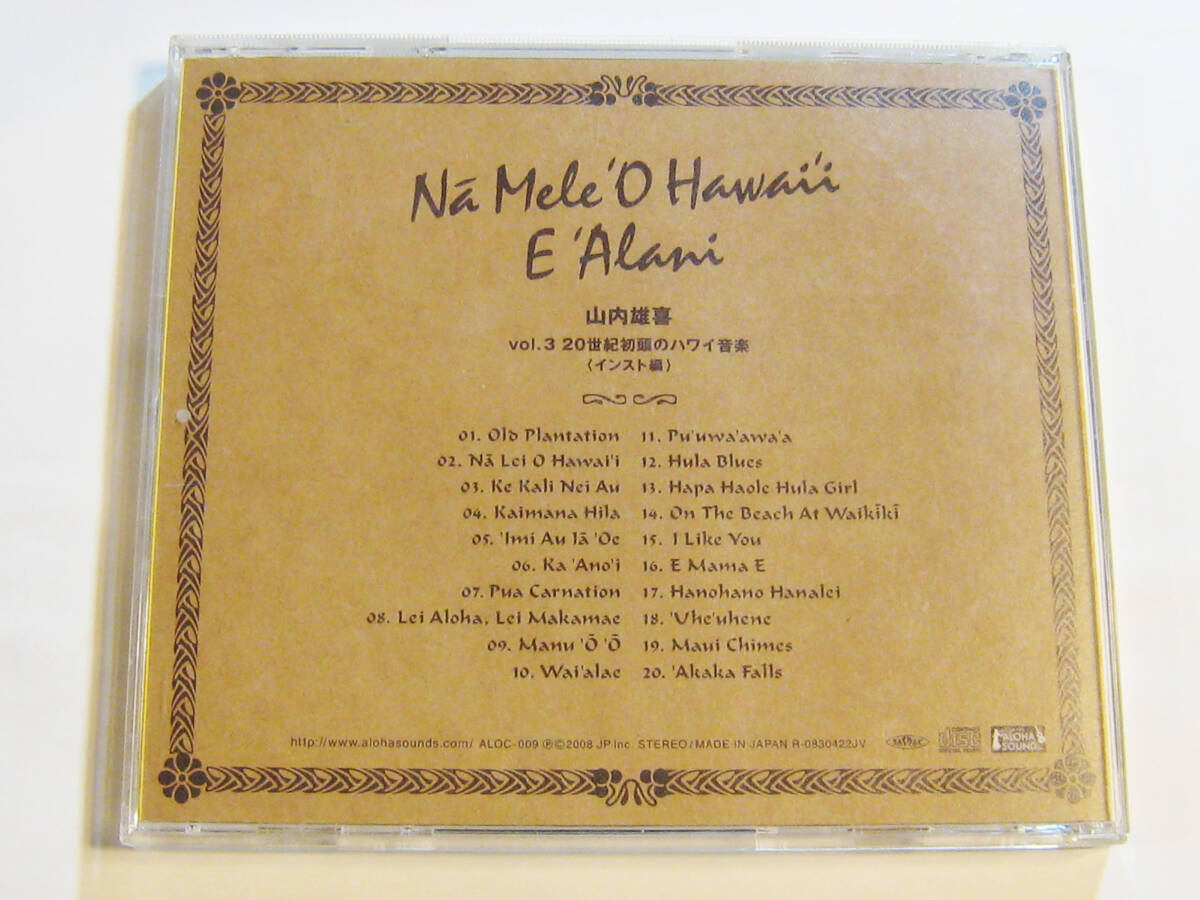 Nā Mele 'O Hawai'i
E 'Alani
山内雄喜
vol.3 20世紀初頭のハワイ音楽
〈インスト編〉
01. Old Plantation
02. Nā Lei O Hawai'i
03. Ke Kali Nei Au
04. Kaimana Hila
05. 'Imi Au Iā 'Oe
06. Ka 'Ano'i
07. Pua Carnation
08. Lei Aloha, Lei Makamae
09. Manu 'Ō 'Ō
10. Wai'alae
11. Pu'uwa'awa'a
12. Hula Blues
13. Hapa Haole Hula Girl
14. On The Beach At Waikīkī
15. I Like You
16. E Mama E
17. Hanohano Hanalei
18. 'Uhe'uhene
19. Maui Chimes
20. 'Akaka Falls
http://www.alohasounds.com/ ALOC-009 ℗©2008 JP Inc. STEREO/MADE IN JAPAN R-0830422JV
disc
ALOHA
SOUND